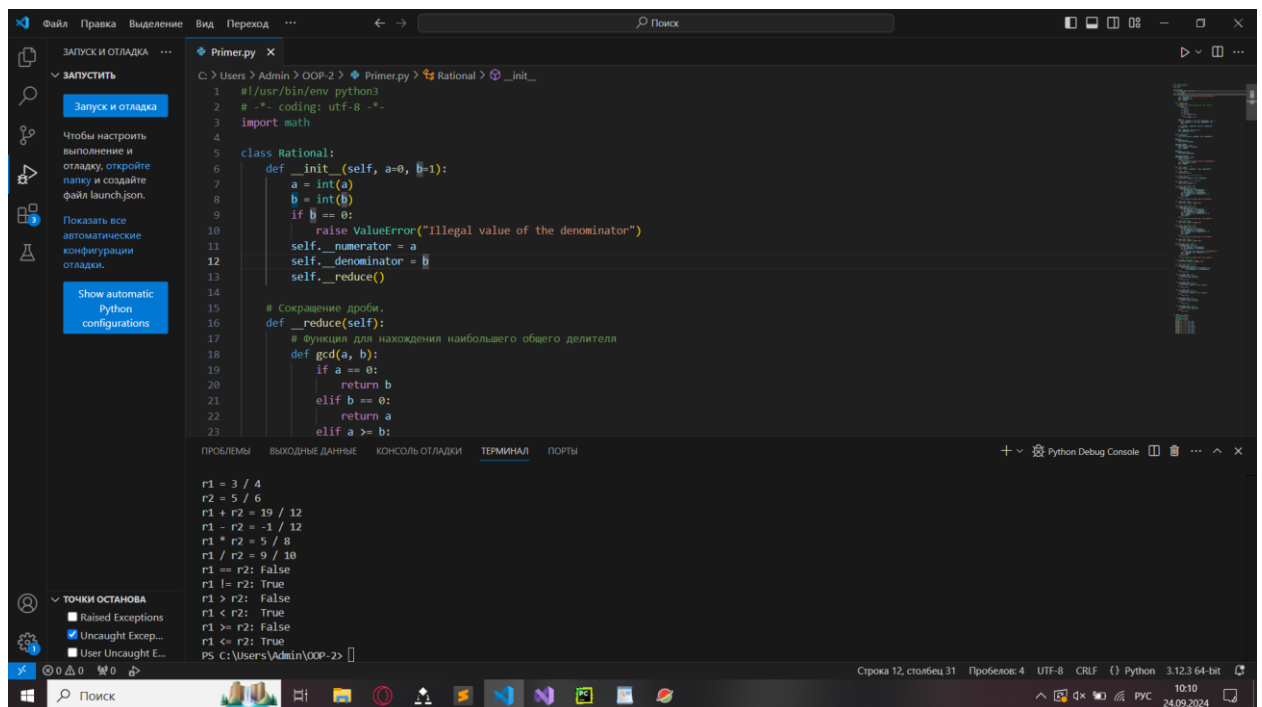 Файл Правка Выделение Вид Переход ··· Поиск
ЗАПУСК И ОТЛАДКА ···
ЗАПУСТИТЬ
Запуск и отладка
Чтобы настроить
выполнение и
отладку, откройте
папку и создайте
файл launch.json.
Показать все
автоматические
конфигурации
отладки.
Show automatic
Python
configurations
ТОЧКИ ОСТАНОВА
Raised Exceptions
Uncaught Excep...
User Uncaught E...
Primer.py
C: > Users > Admin > OOP-2 > Primer.py > Rational > __init__
1 #!/usr/bin/env python3
2 # -*- coding: utf-8 -*-
3 import math
4
5 class Rational:
6 def __init__(self, a=0, b=1):
7 a = int(a)
8 b = int(b)
9 if b == 0:
10 raise ValueError("Illegal value of the denominator")
11 self.__numerator = a
12 self.__denominator = b
13 self.__reduce()
14
15 # Сокращение дроби.
16 def __reduce(self):
17 # Функция для нахождения наибольшего общего делителя
18 def gcd(a, b):
19 if a == 0:
20 return b
21 elif b == 0:
22 return a
23 elif a >= b:
ПРОБЛЕМЫ ВЫХОДНЫЕ ДАННЫЕ КОНСОЛЬ ОТЛАДКИ ТЕРМИНАЛ ПОРТЫ Python Debug Console
r1 = 3 / 4
r2 = 5 / 6
r1 + r2 = 19 / 12
r1 - r2 = -1 / 12
r1 * r2 = 5 / 8
r1 / r2 = 9 / 10
r1 == r2: False
r1 != r2: True
r1 > r2: False
r1 < r2: True
r1 >= r2: False
r1 <= r2: True
PS C:\Users\Admin\OOP-2>
0 0 0 Строка 12, столбец 31 Пробелов: 4 UTF-8 CRLF {} Python 3.12.3 64-bit
Поиск РУС 10:10
24.09.2024